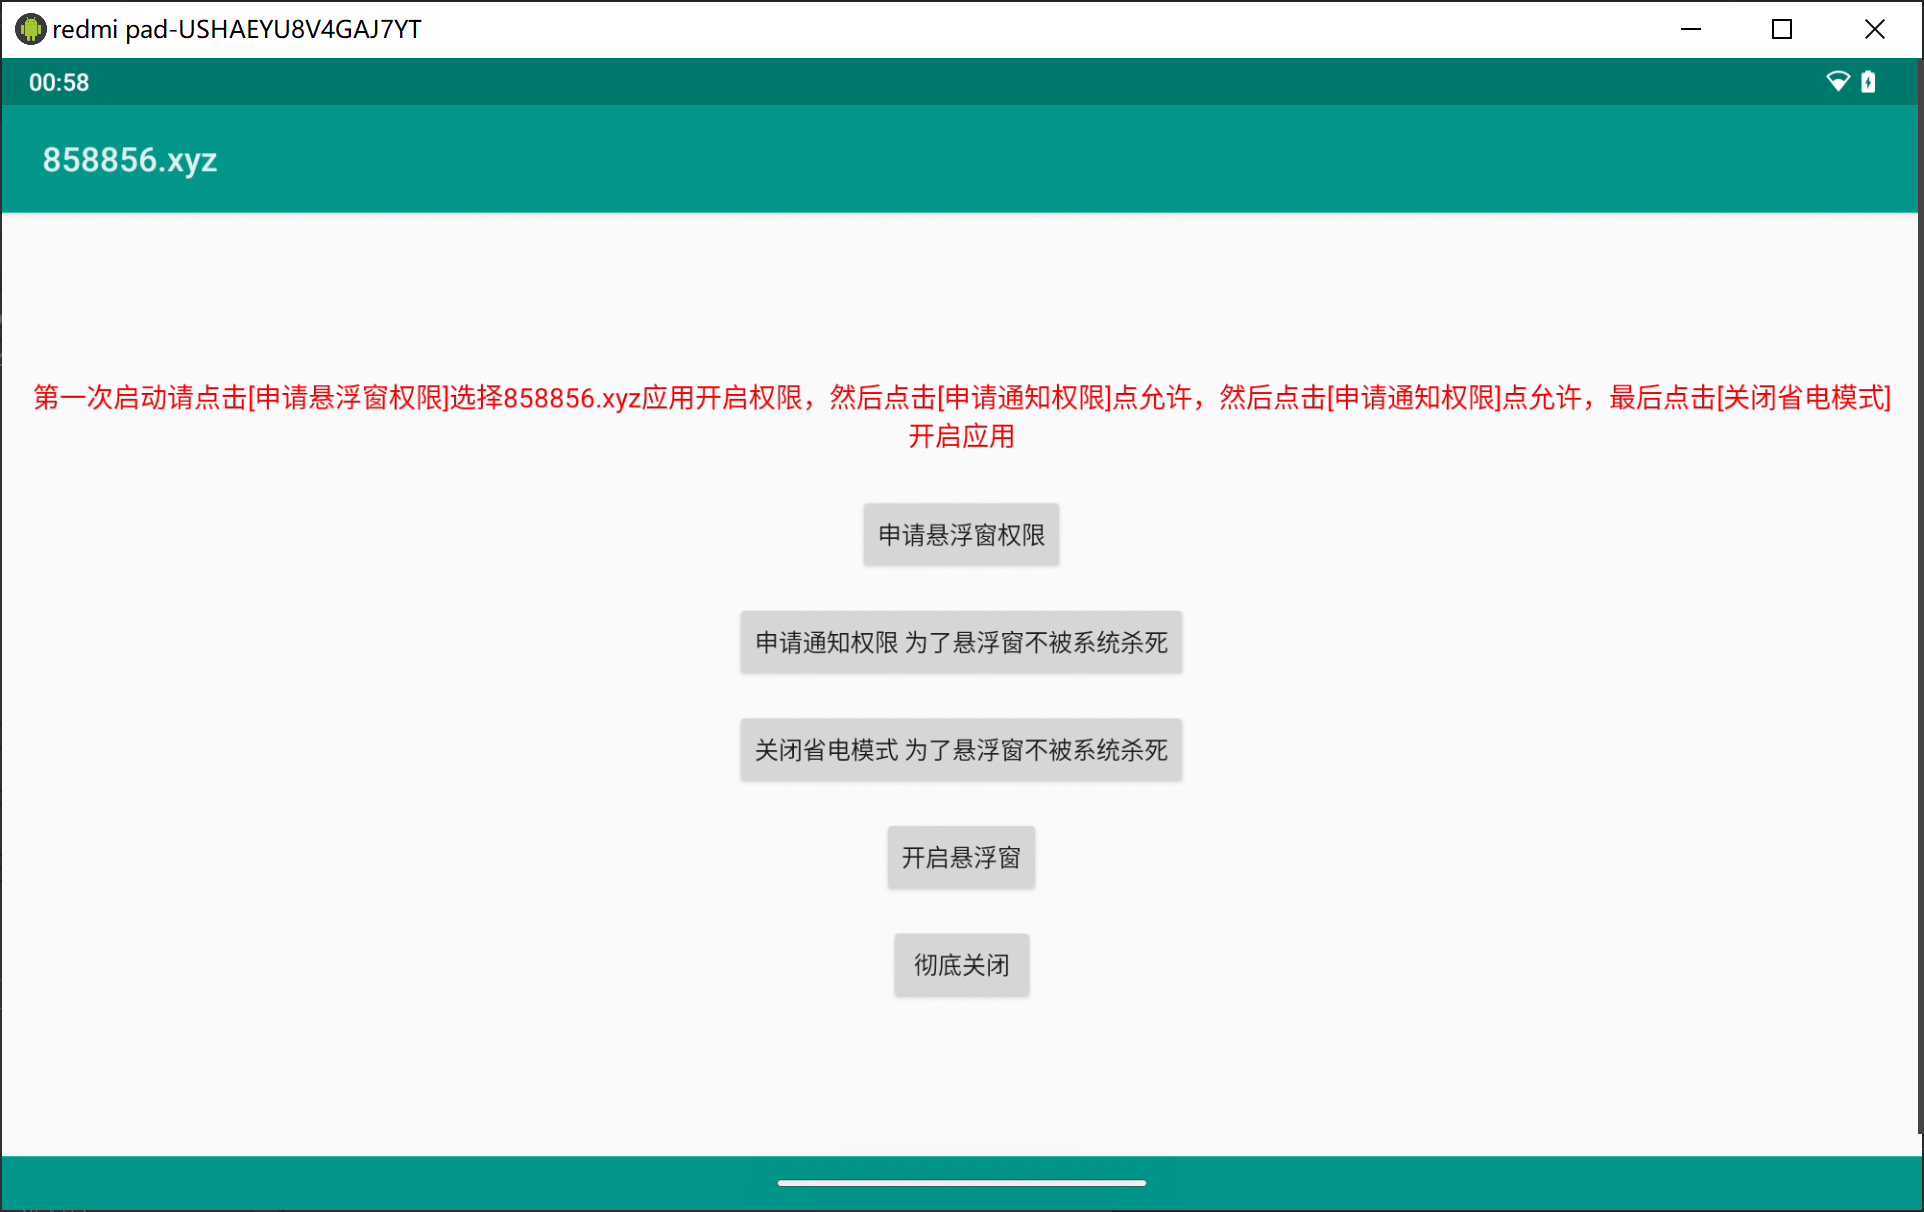 redmi pad-USHAEYU8V4GAJ7YT
00:58
858856.xyz
第一次启动请点击[申请悬浮窗权限]选择858856.xyz应用开启权限，然后点击[申请通知权限]点允许，然后点击[申请通知权限]点允许，最后点击[关闭省电模式]
开启应用
申请悬浮窗权限
申请通知权限 为了悬浮窗不被系统杀死
关闭省电模式 为了悬浮窗不被系统杀死
开启悬浮窗
彻底关闭